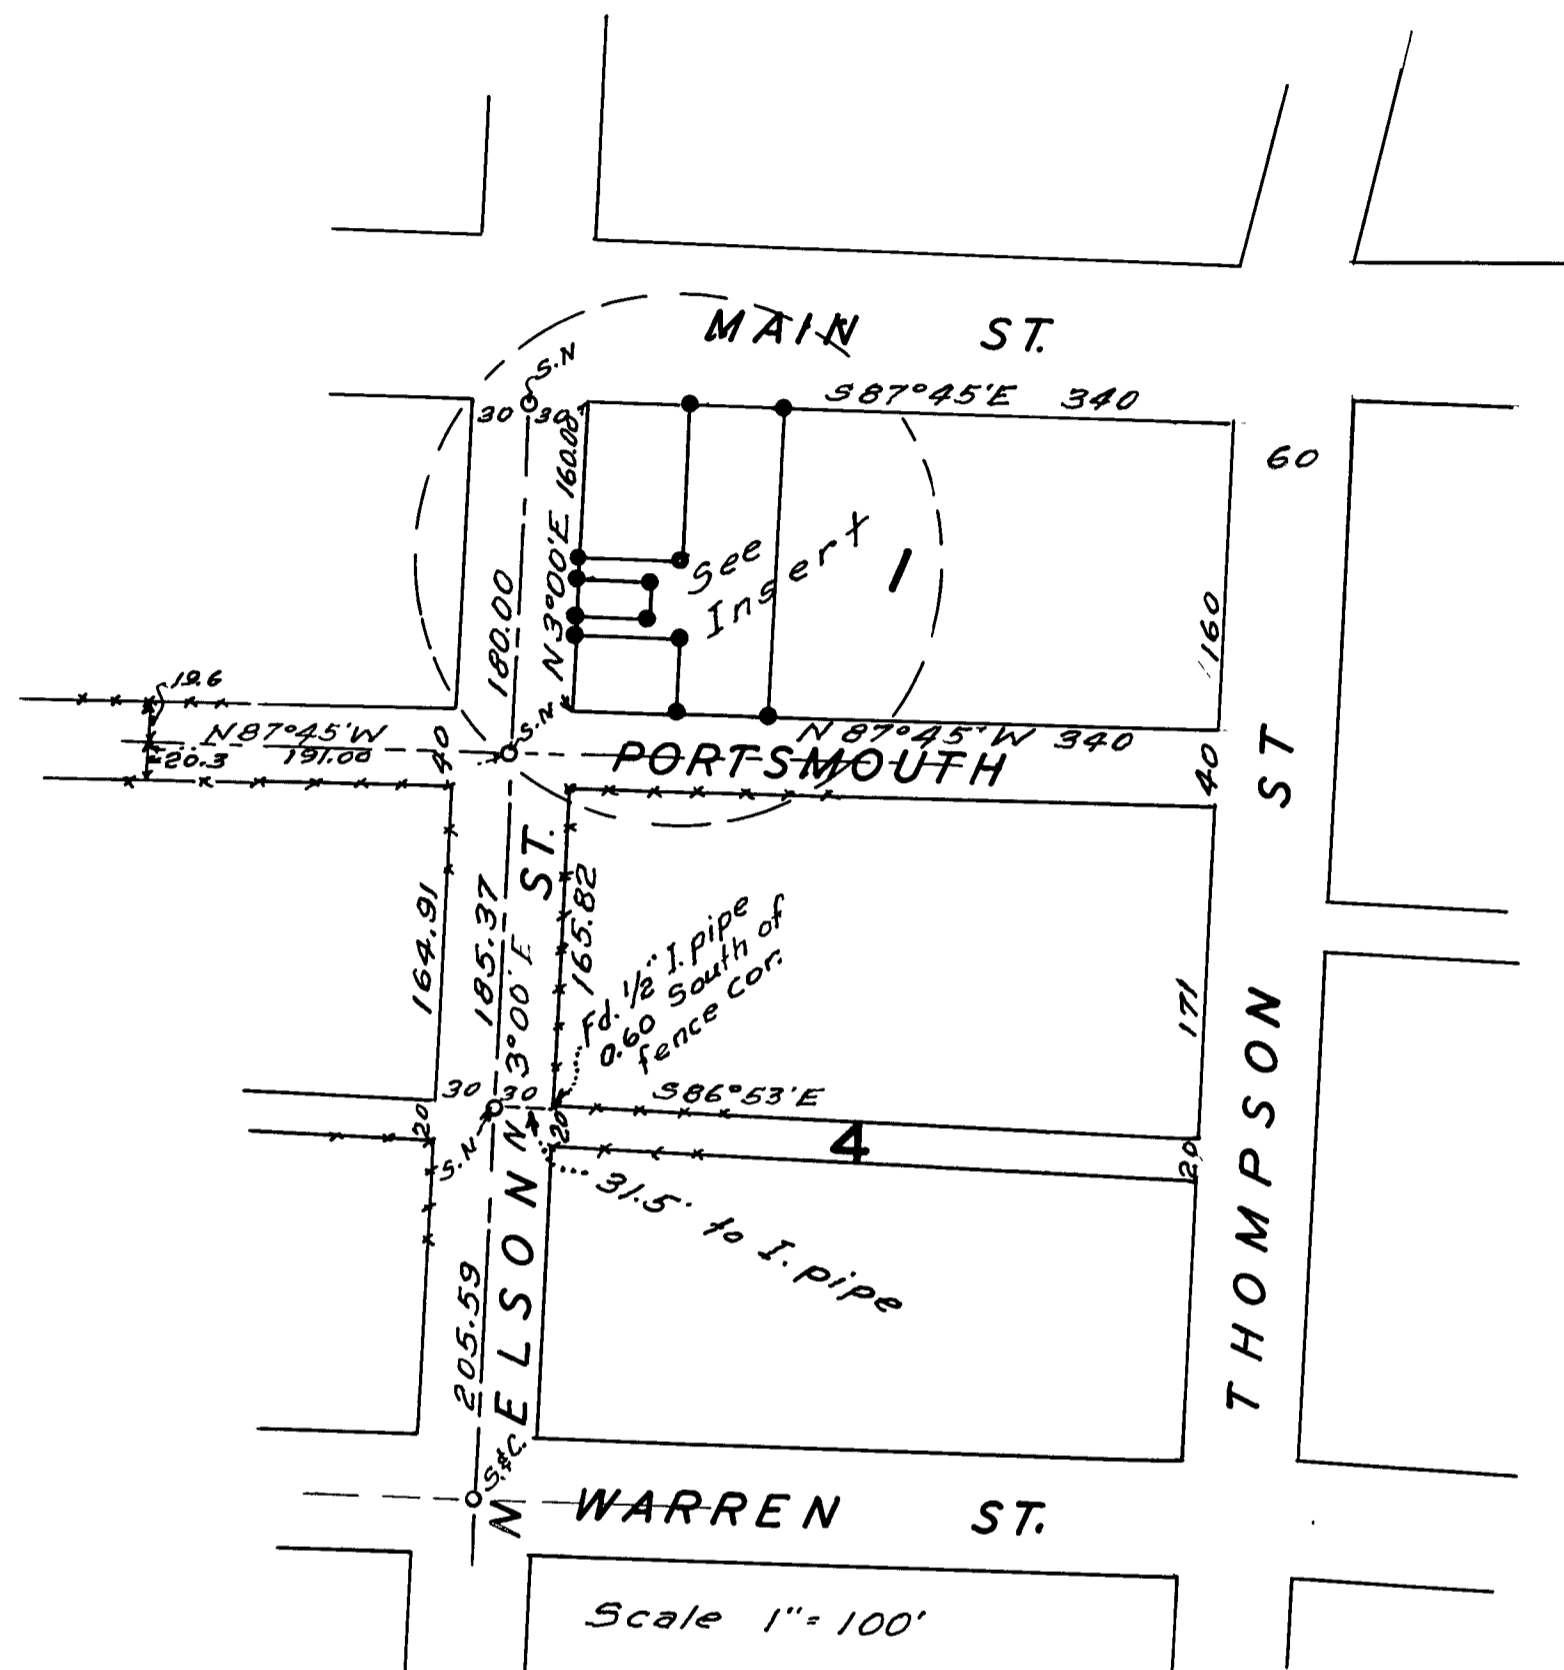 MAIN ST.
S.N
S87°45'E 340
30 30
160.08
60
N3°00'E
See
Insert
1
180.00
160
19.6
S.N.
N87°45'W
191.00
20.3
40
N87°45'W 340
PORTSMOUTH
40
ST
ST.
164.91
185.37
165.82
Fd. 1/2" I.pipe
0.60 South of
fence cor.
171
N 3°00'E
30 30
S86°53'E
20
20
4
20
S.N
31.5' to I.pipe
THOMPSON
205.59
NELSON
S.&C.
WARREN ST.
Scale 1"=100'